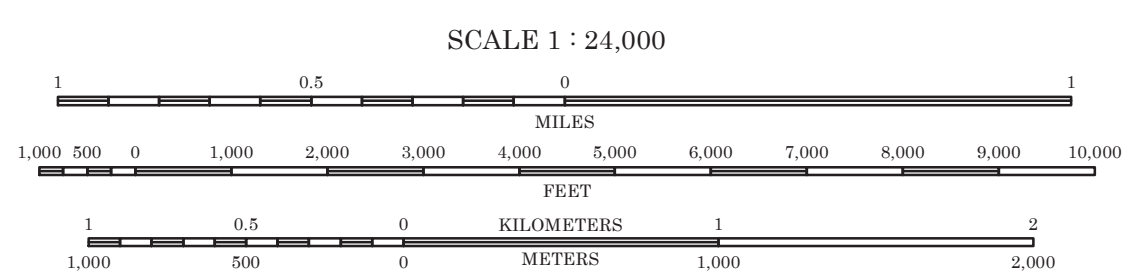 SCALE 1 : 24,000
1 0.5 0 1
MILES
1,000 500 0 1,000 2,000 3,000 4,000 5,000 6,000 7,000 8,000 9,000 10,000
FEET
1 0.5 0 KILOMETERS 1 2
1,000 500 0 METERS 1,000 2,000